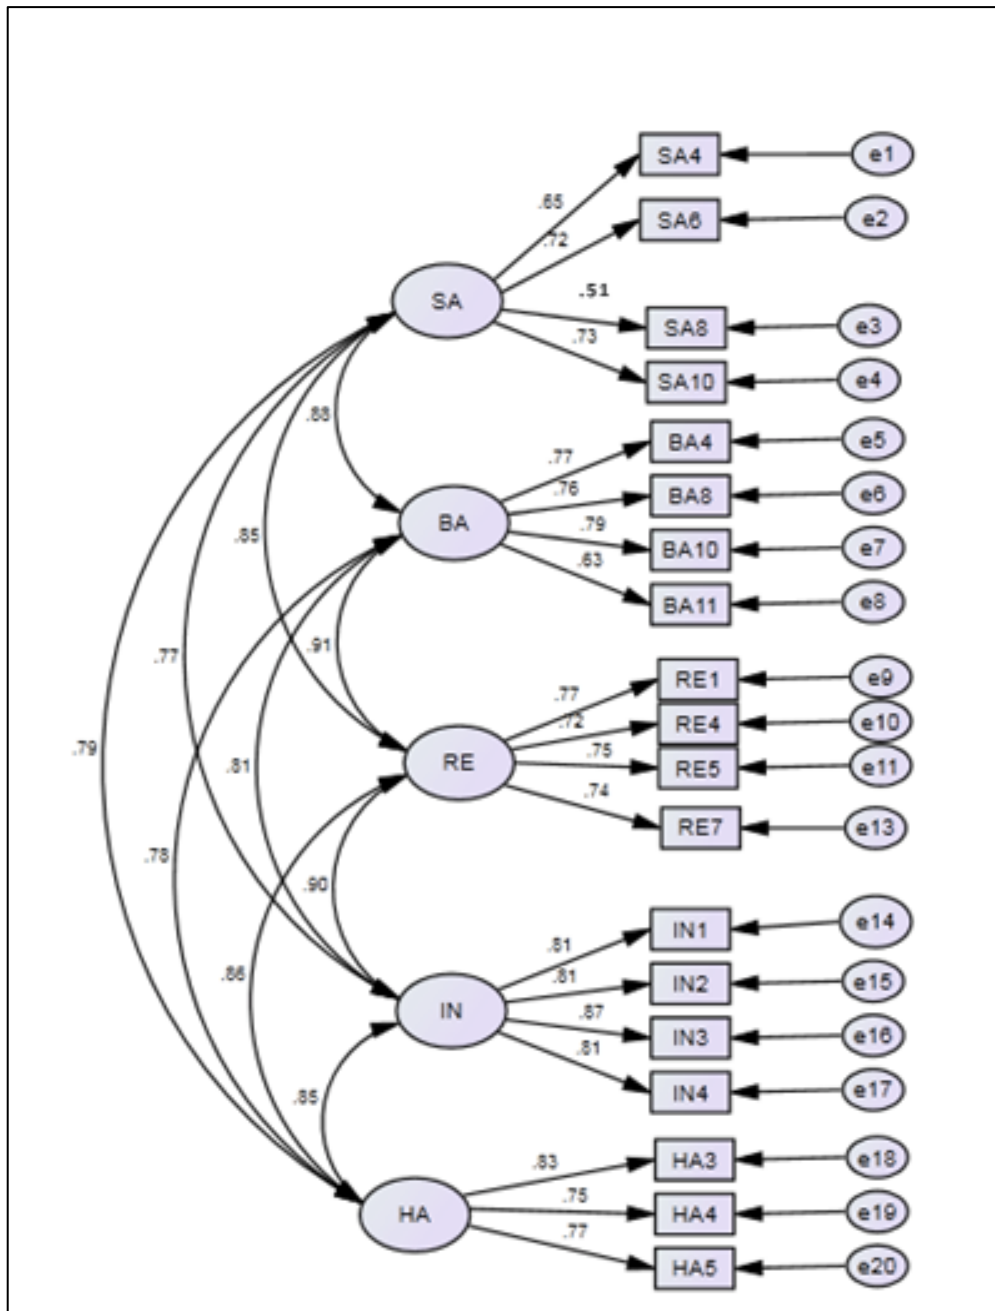 SA4 e1
.65
SA6 e2
.72
SA
.51
SA8 e3
.73
SA10 e4
.88
BA4 e5
.77
BA8 e6
.76
BA
.79
BA10 e7
.85
.63
BA11 e8
.91
.77
RE1 e9
.77
.72
RE4 e10
.79
RE
.75
RE5 e11
.81
.74
RE7 e13
.78
.90
IN1 e14
.81
.86
.81
IN2 e15
IN
.87
IN3 e16
.81
IN4 e17
.85
HA3 e18
.83
.75
HA
HA4 e19
.77
HA5 e20